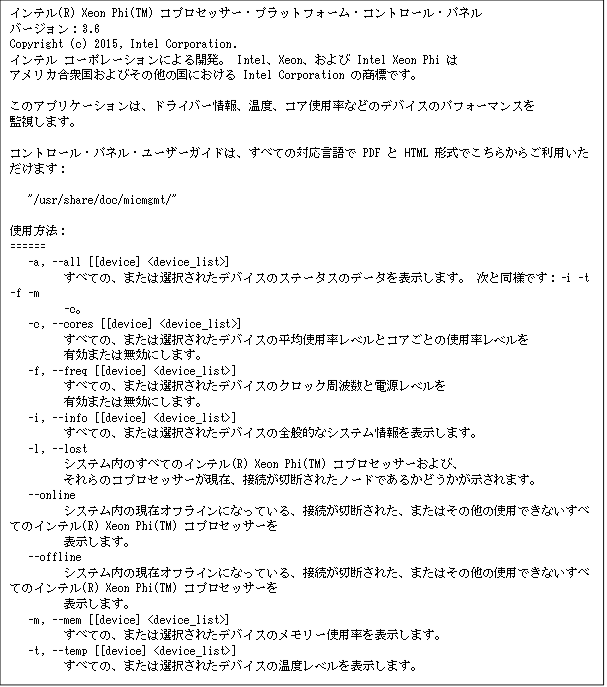 インテル(R) Xeon Phi(TM) コプロセッサー・プラットフォーム・コントロール・パネル
バージョン：3.6
Copyright (c) 2015, Intel Corporation.
インテル コーポレーションによる開発。 Intel、Xeon、および Intel Xeon Phi は
アメリカ合衆国およびその他の国における Intel Corporation の商標です。
このアプリケーションは、ドライバー情報、温度、コア使用率などのデバイスのパフォーマンスを
監視します。
コントロール・パネル・ユーザーガイドは、すべての対応言語で PDF と HTML 形式でこちらからご利用いた
だけます：
"/usr/share/doc/micmgmt/"
使用方法：
======
-a, --all [[device] <device_list>]
すべての、または選択されたデバイスのステータスのデータを表示します。 次と同様です：-i -t
-f -m
-c。
-c, --cores [[device] <device_list>]
すべての、または選択されたデバイスの平均使用率レベルとコアごとの使用率レベルを
有効または無効にします。
-f, --freq [[device] <device_list>]
すべての、または選択されたデバイスのクロック周波数と電源レベルを
有効または無効にします。
-i, --info [[device] <device_list>]
すべての、または選択されたデバイスの全般的なシステム情報を表示します。
-l, --lost
システム内のすべてのインテル(R) Xeon Phi(TM) コプロセッサーおよび、
それらのコプロセッサーが現在、接続が切断されたノードであるかどうかが示されます。
--online
システム内の現在オフラインになっている、接続が切断された、またはその他の使用できないすべ
てのインテル(R) Xeon Phi(TM) コプロセッサーを
表示します。
--offline
システム内の現在オフラインになっている、接続が切断された、またはその他の使用できないすべ
てのインテル(R) Xeon Phi(TM) コプロセッサーを
表示します。
-m, --mem [[device] <device_list>]
すべての、または選択されたデバイスのメモリー使用率を表示します。
-t, --temp [[device] <device_list>]
すべての、または選択されたデバイスの温度レベルを表示します。